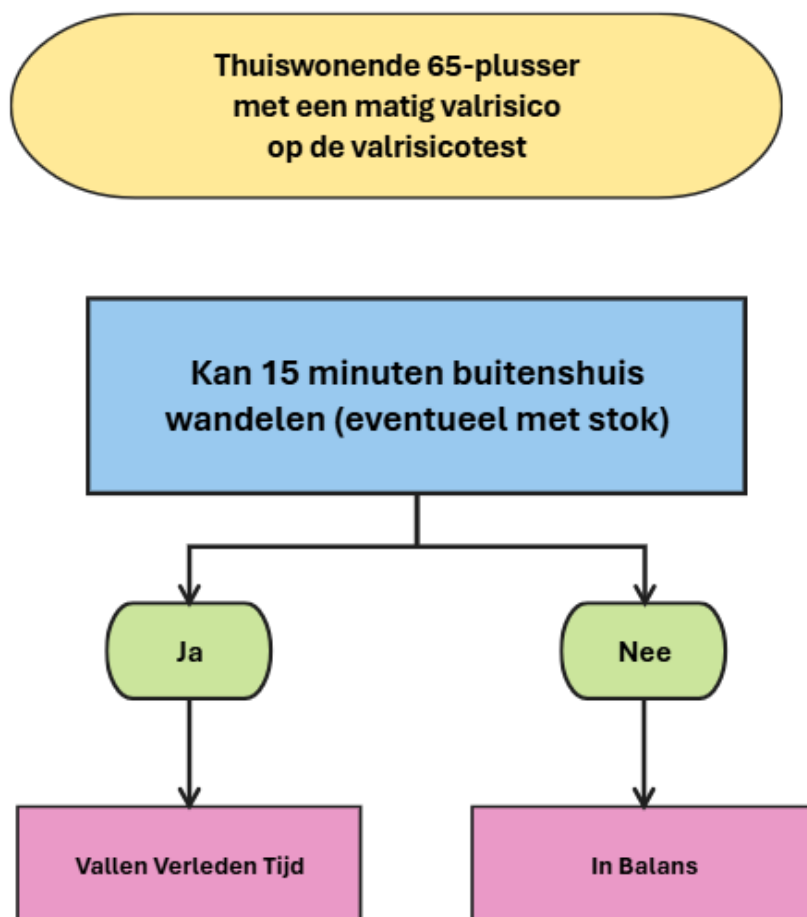 Thuiswonende 65-plusser
met een matig valrisico
op de valrisicotest
Kan 15 minuten buitenshuis
wandelen (eventueel met stok)
Ja
Nee
Vallen Verleden Tijd
In Balans